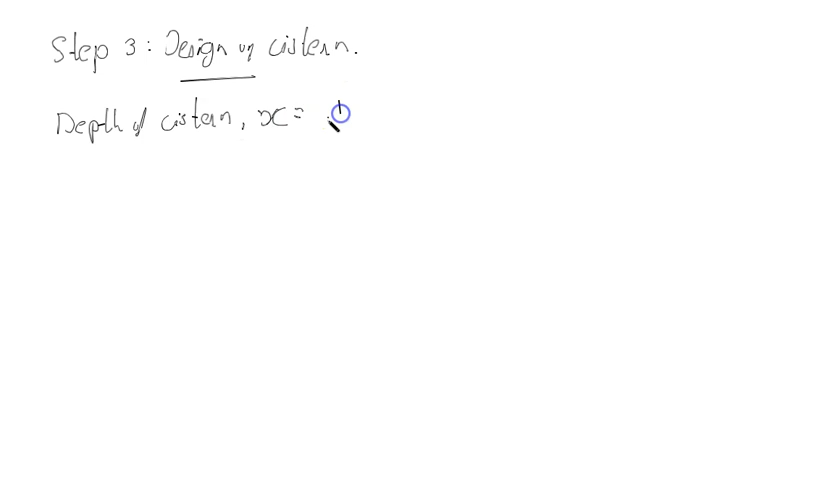 Step 3: Design of cistern.
Depth of cistern, x =